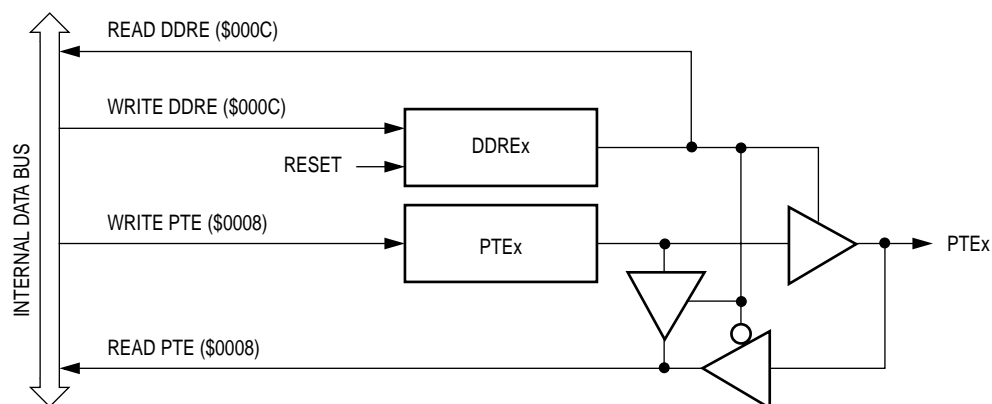 READ DDRE ($000C)
WRITE DDRE ($000C)
DDREx
RESET
WRITE PTE ($0008)
PTEx
PTEx
READ PTE ($0008)
INTERNAL DATA BUS